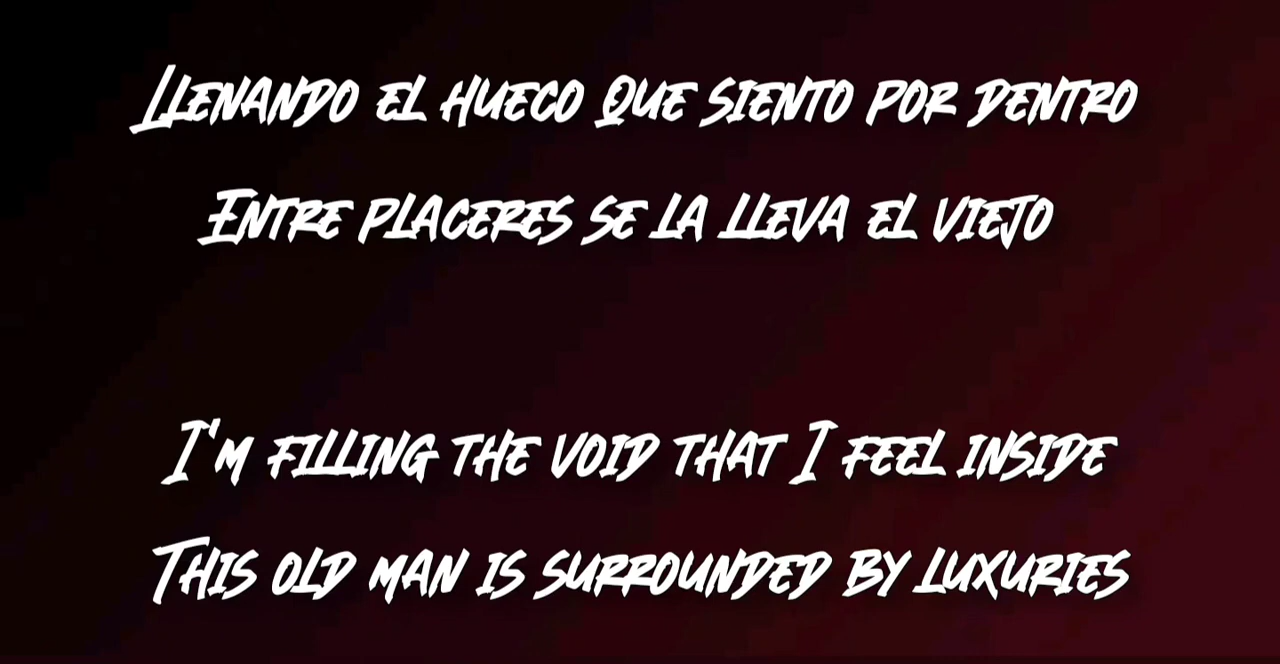 Llenando el hueco que siento por dentro
Entre placeres se la lleva el viejo
I'm filling the void that I feel inside
This old man is surrounded by luxuries